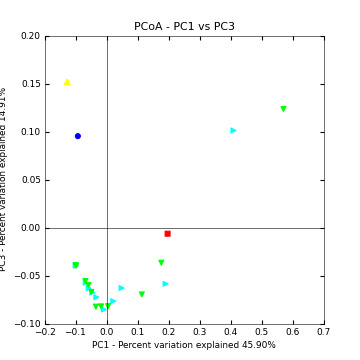 PCoA - PC1 vs PC3
0.20
0.15
0.10
0.05
0.00
−0.05
−0.10
PC3 - Percent variation explained 14.91%
−0.2 −0.1 0.0 0.1 0.2 0.3 0.4 0.5 0.6 0.7
PC1 - Percent variation explained 45.90%